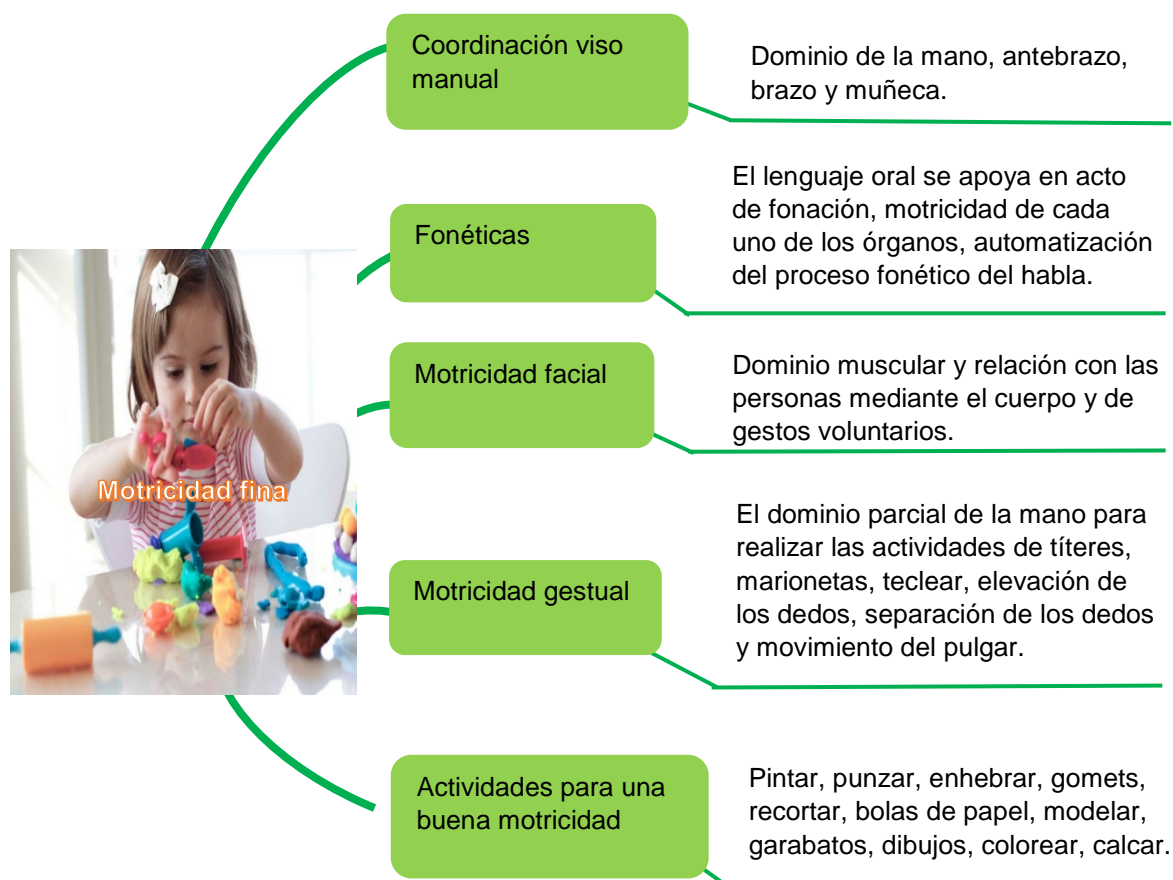 Coordinación viso
manual
Dominio de la mano, antebrazo,
brazo y muñeca.
Fonéticas
El lenguaje oral se apoya en acto
de fonación, motricidad de cada
uno de los órganos, automatización
del proceso fonético del habla.
Motricidad facial
Dominio muscular y relación con las
personas mediante el cuerpo y de
gestos voluntarios.
Motricidad fina
Motricidad gestual
El dominio parcial de la mano para
realizar las actividades de títeres,
marionetas, teclear, elevación de
los dedos, separación de los dedos
y movimiento del pulgar.
Actividades para una
buena motricidad
Pintar, punzar, enhebrar, gomets,
recortar, bolas de papel, modelar,
garabatos, dibujos, colorear, calcar.